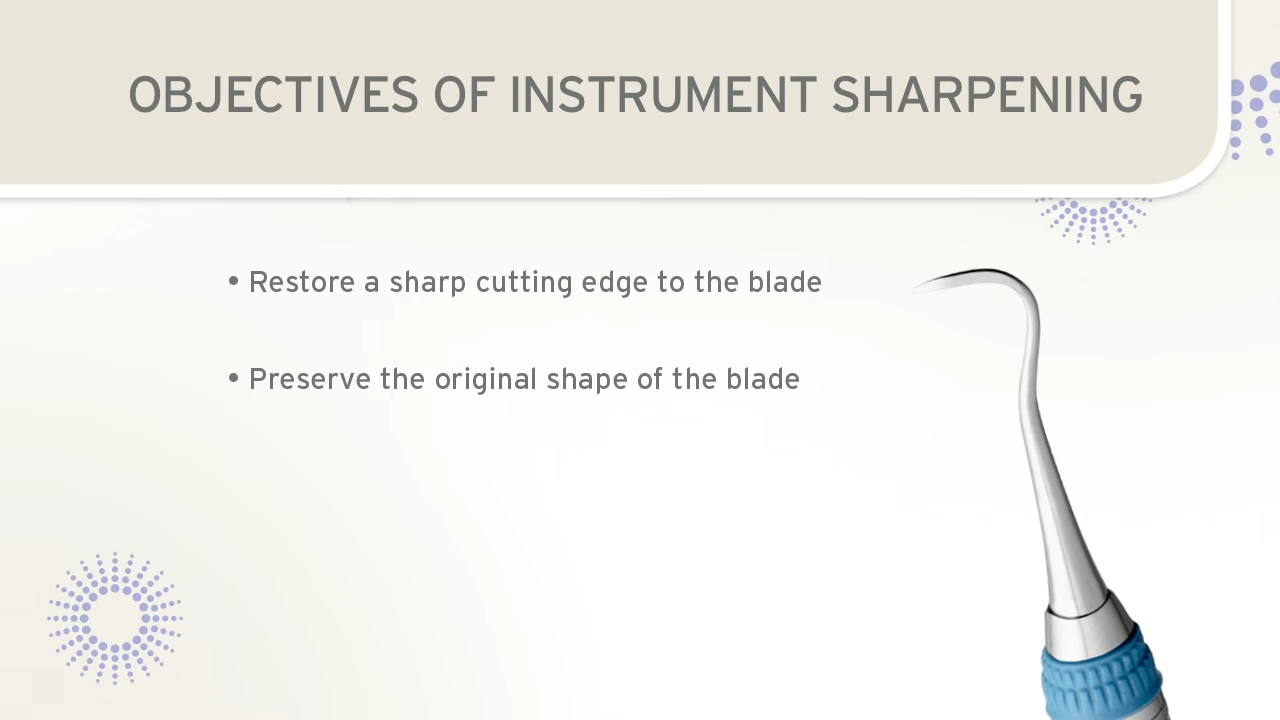 OBJECTIVES OF INSTRUMENT SHARPENING
• Restore a sharp cutting edge to the blade
• Preserve the original shape of the blade